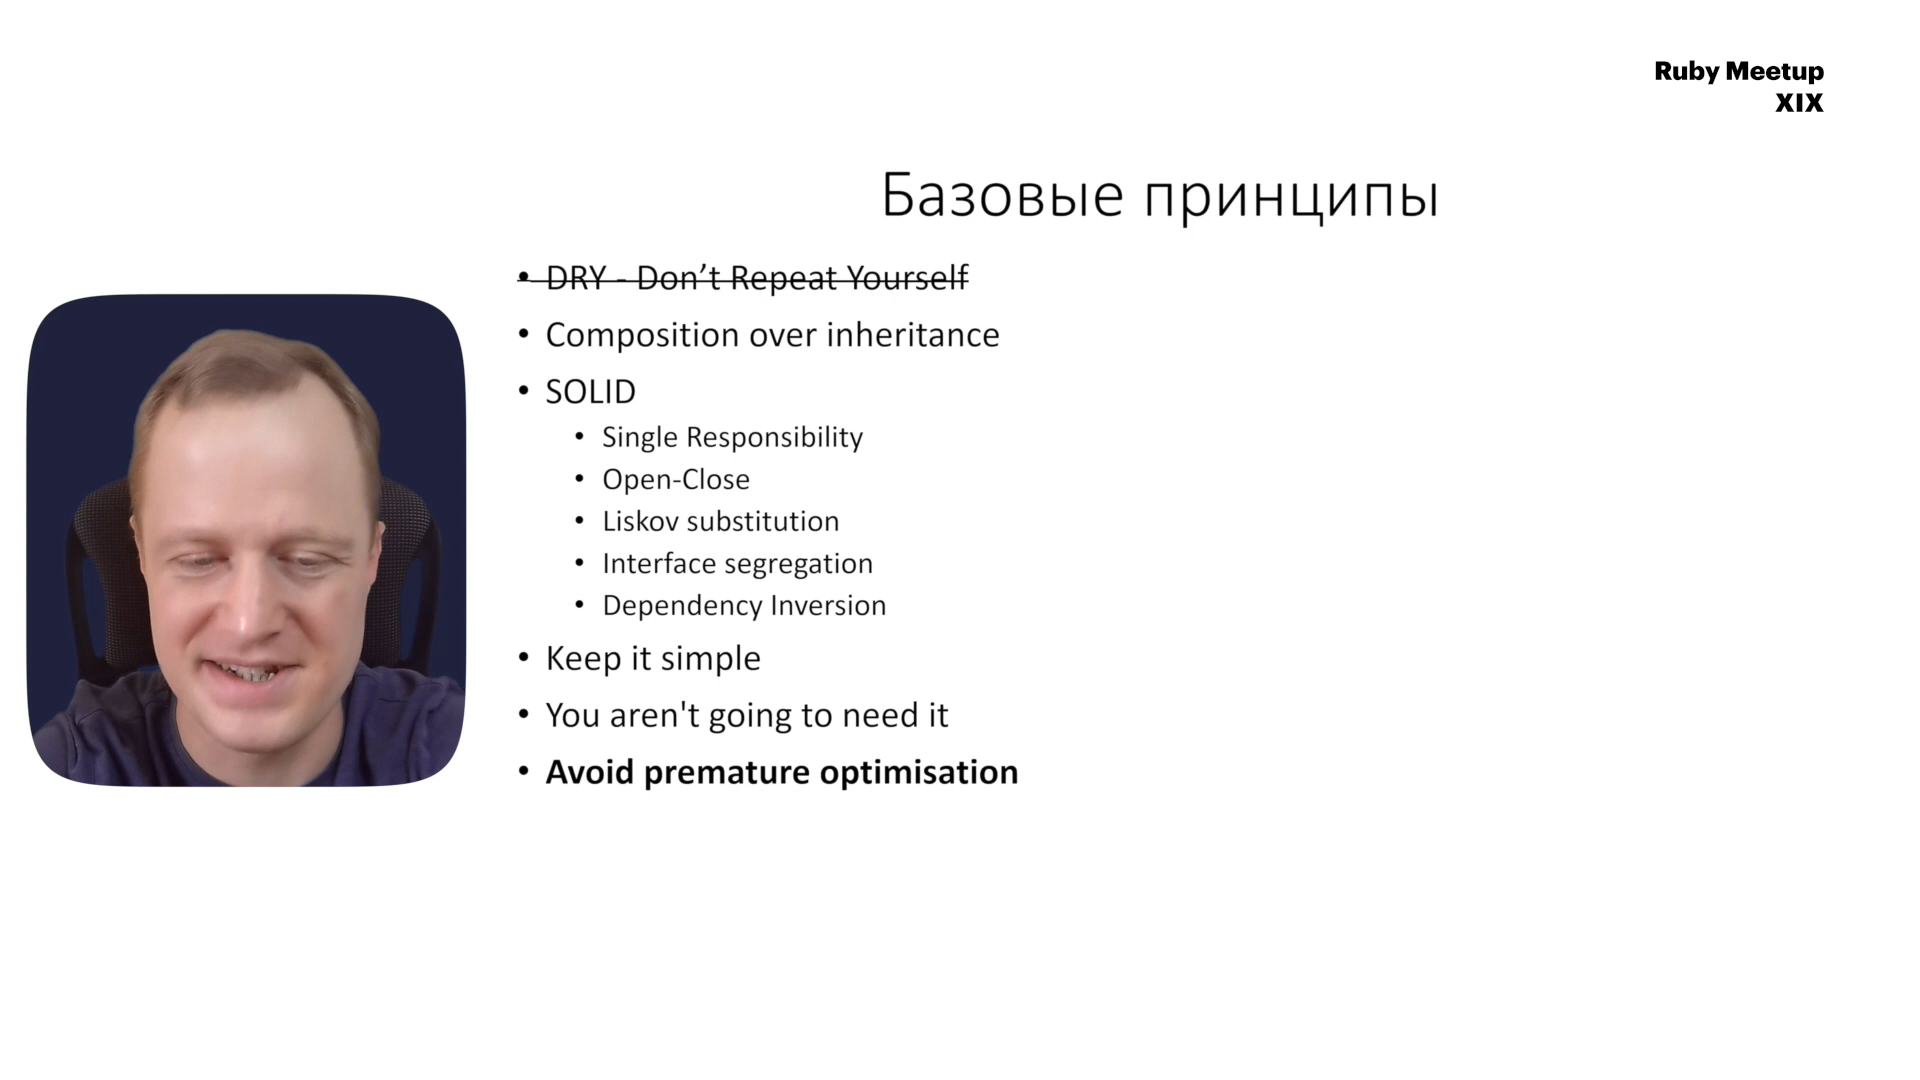 Ruby Meetup
XIX
Базовые принципы
• DRY - Don’t Repeat Yourself
• Composition over inheritance
• SOLID
• Single Responsibility
• Open-Close
• Liskov substitution
• Interface segregation
• Dependency Inversion
• Keep it simple
• You aren't going to need it
• Avoid premature optimisation